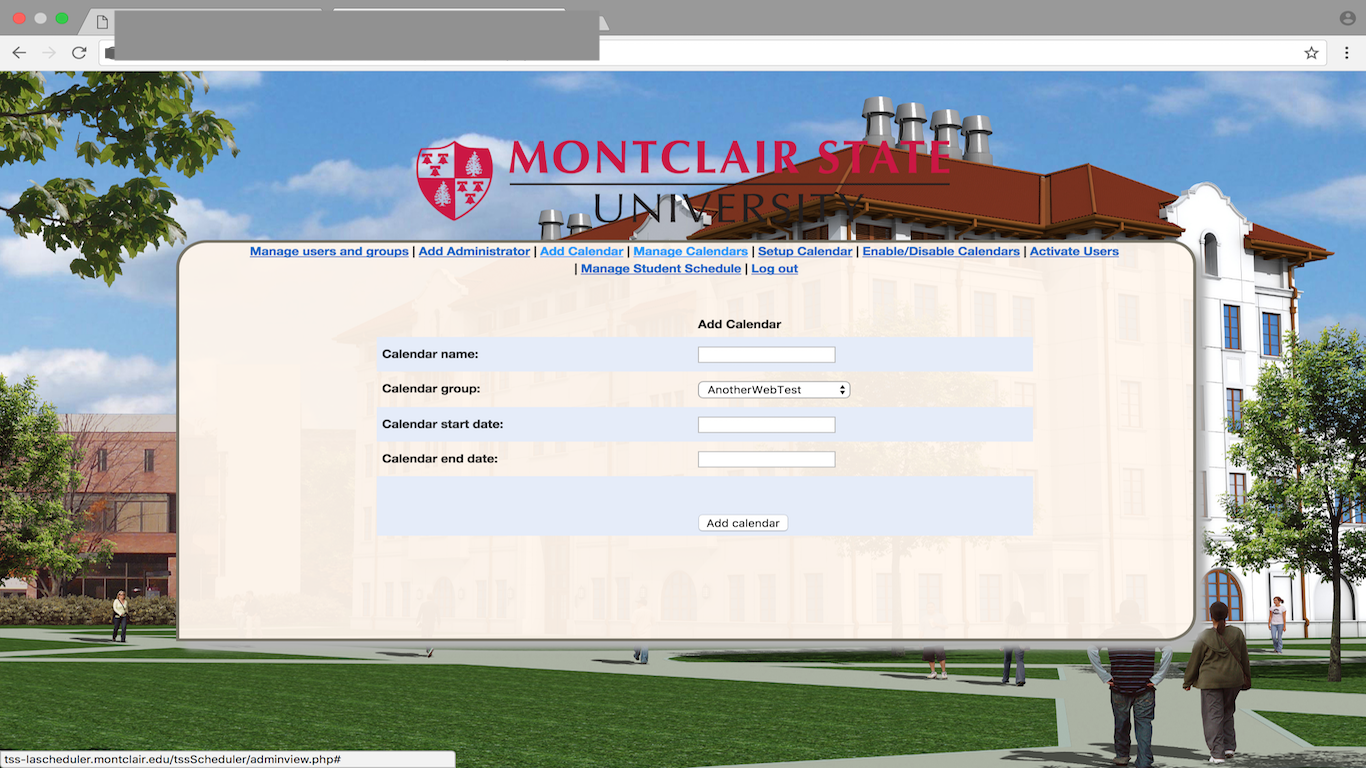 MONTCLAIR STATE
UNIVERSITY
Manage users and groups | Add Administrator | Add Calendar | Manage Calendars | Setup Calendar | Enable/Disable Calendars | Activate Users
| Manage Student Schedule | Log out
Add Calendar
Calendar name:
Calendar group: AnotherWebTest
Calendar start date:
Calendar end date:
Add calendar
tss-lascheduler.montclair.edu/tssScheduler/adminview.php#